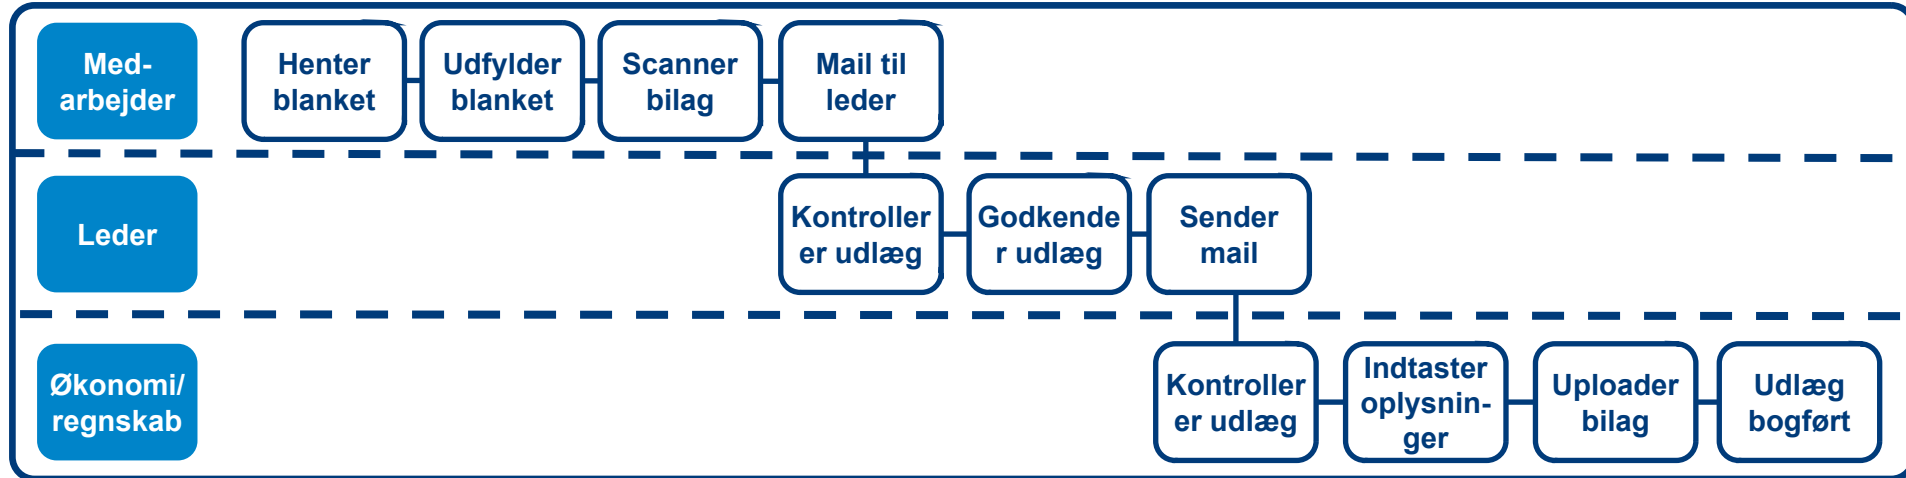 Med-
arbejder
Henter
blanket
Udfylder
blanket
Scanner
bilag
Mail til
leder
Leder
Kontroller
er udlæg
Godkende
r udlæg
Sender
mail
Økonomi/
regnskab
Kontroller
er udlæg
Indtaster
oplysnin-
ger
Uploader
bilag
Udlæg
bogført